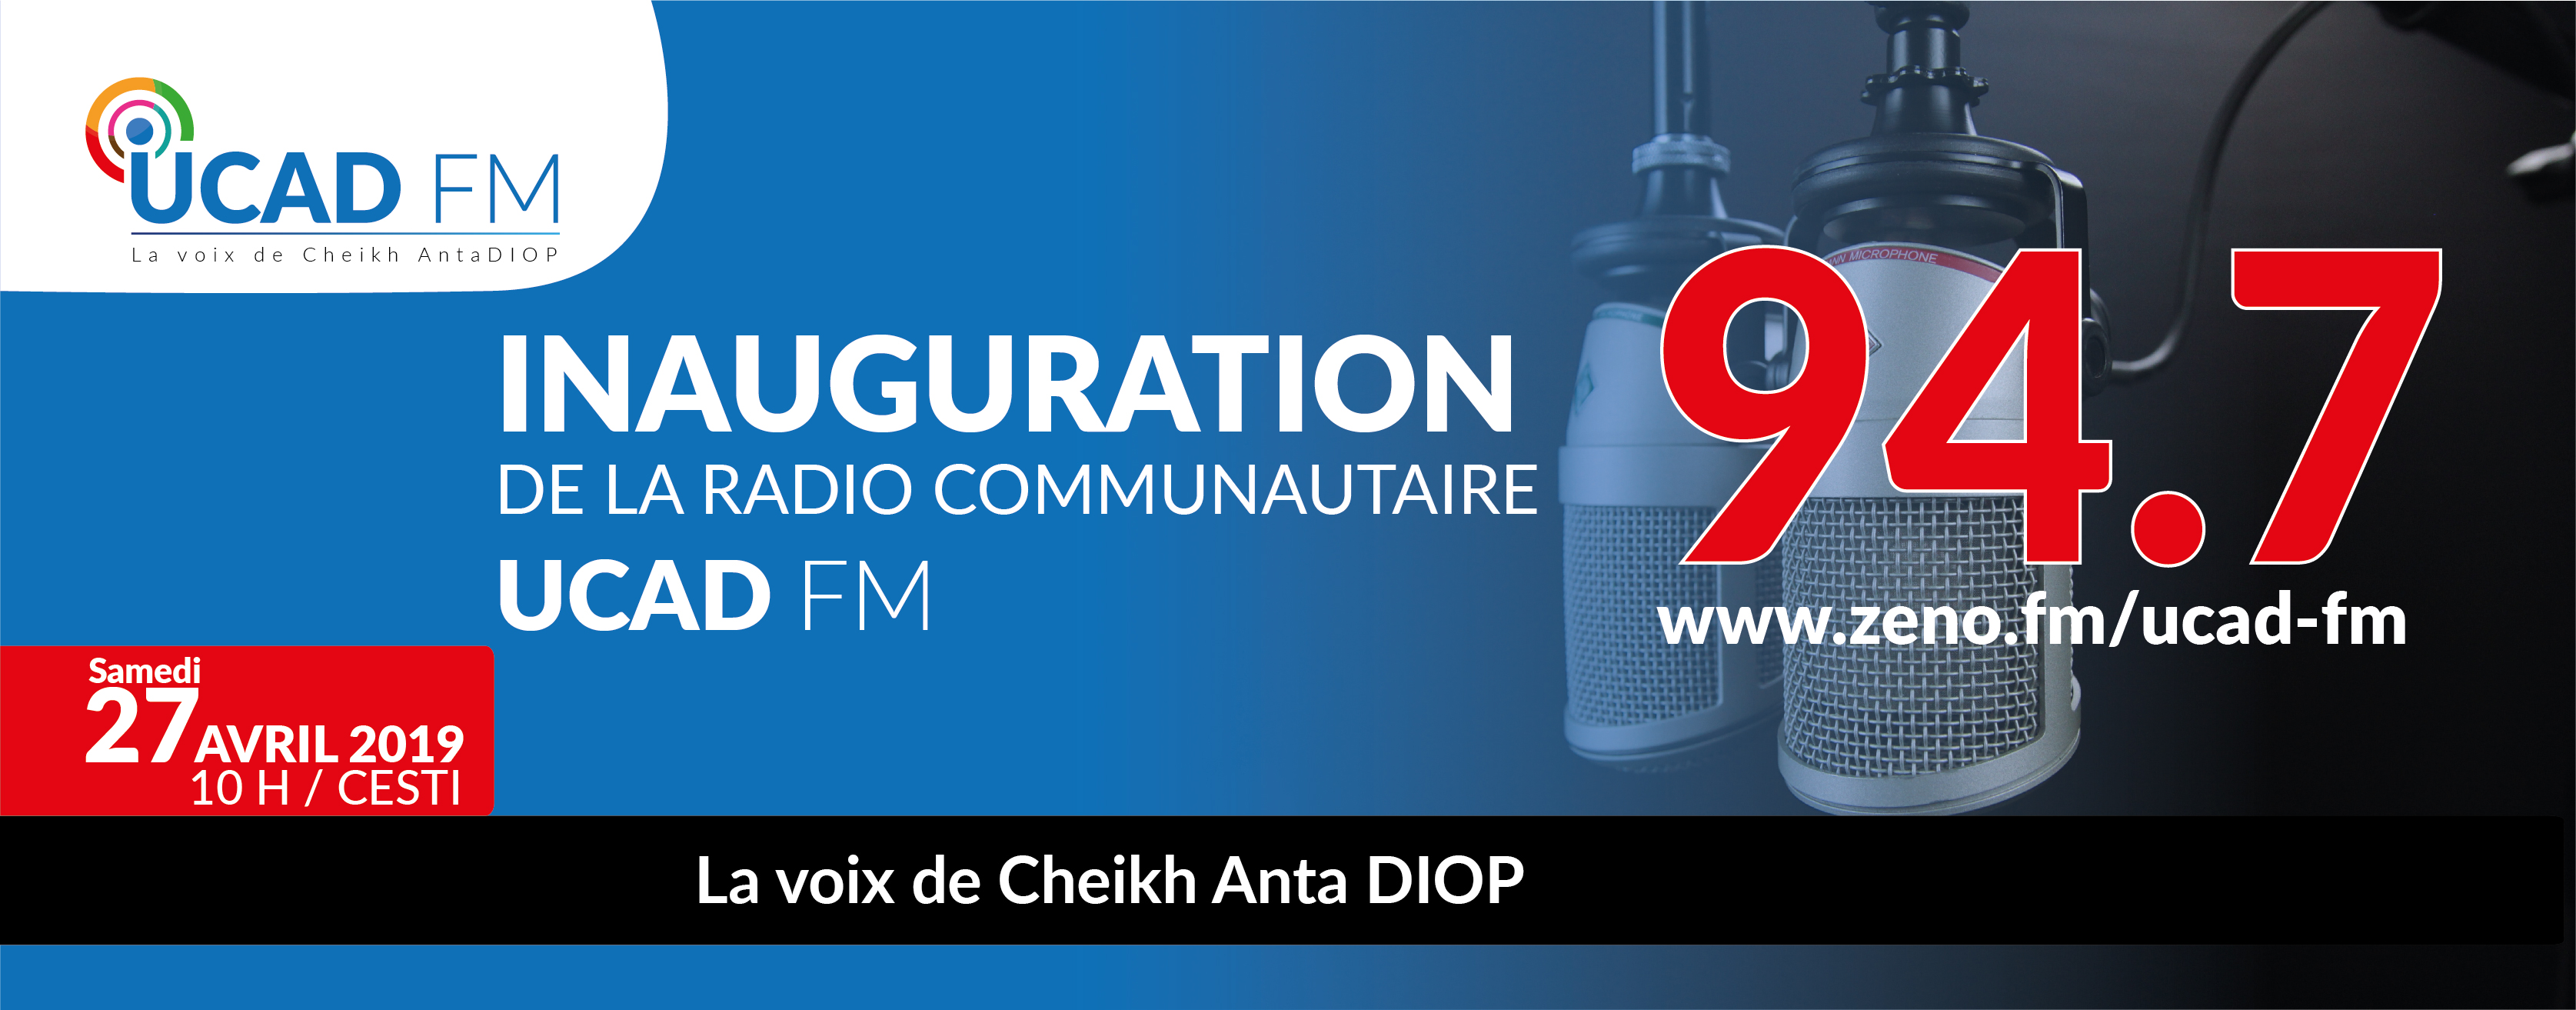 UCAD FM
La voix de Cheikh AntaDIOP
INAUGURATION
DE LA RADIO COMMUNAUTAIRE
UCAD FM
MICROPHONE
94.7
www.zeno.fm/ucad-fm
Samedi
27 AVRIL 2019
10 H / CESTI
La voix de Cheikh Anta DIOP